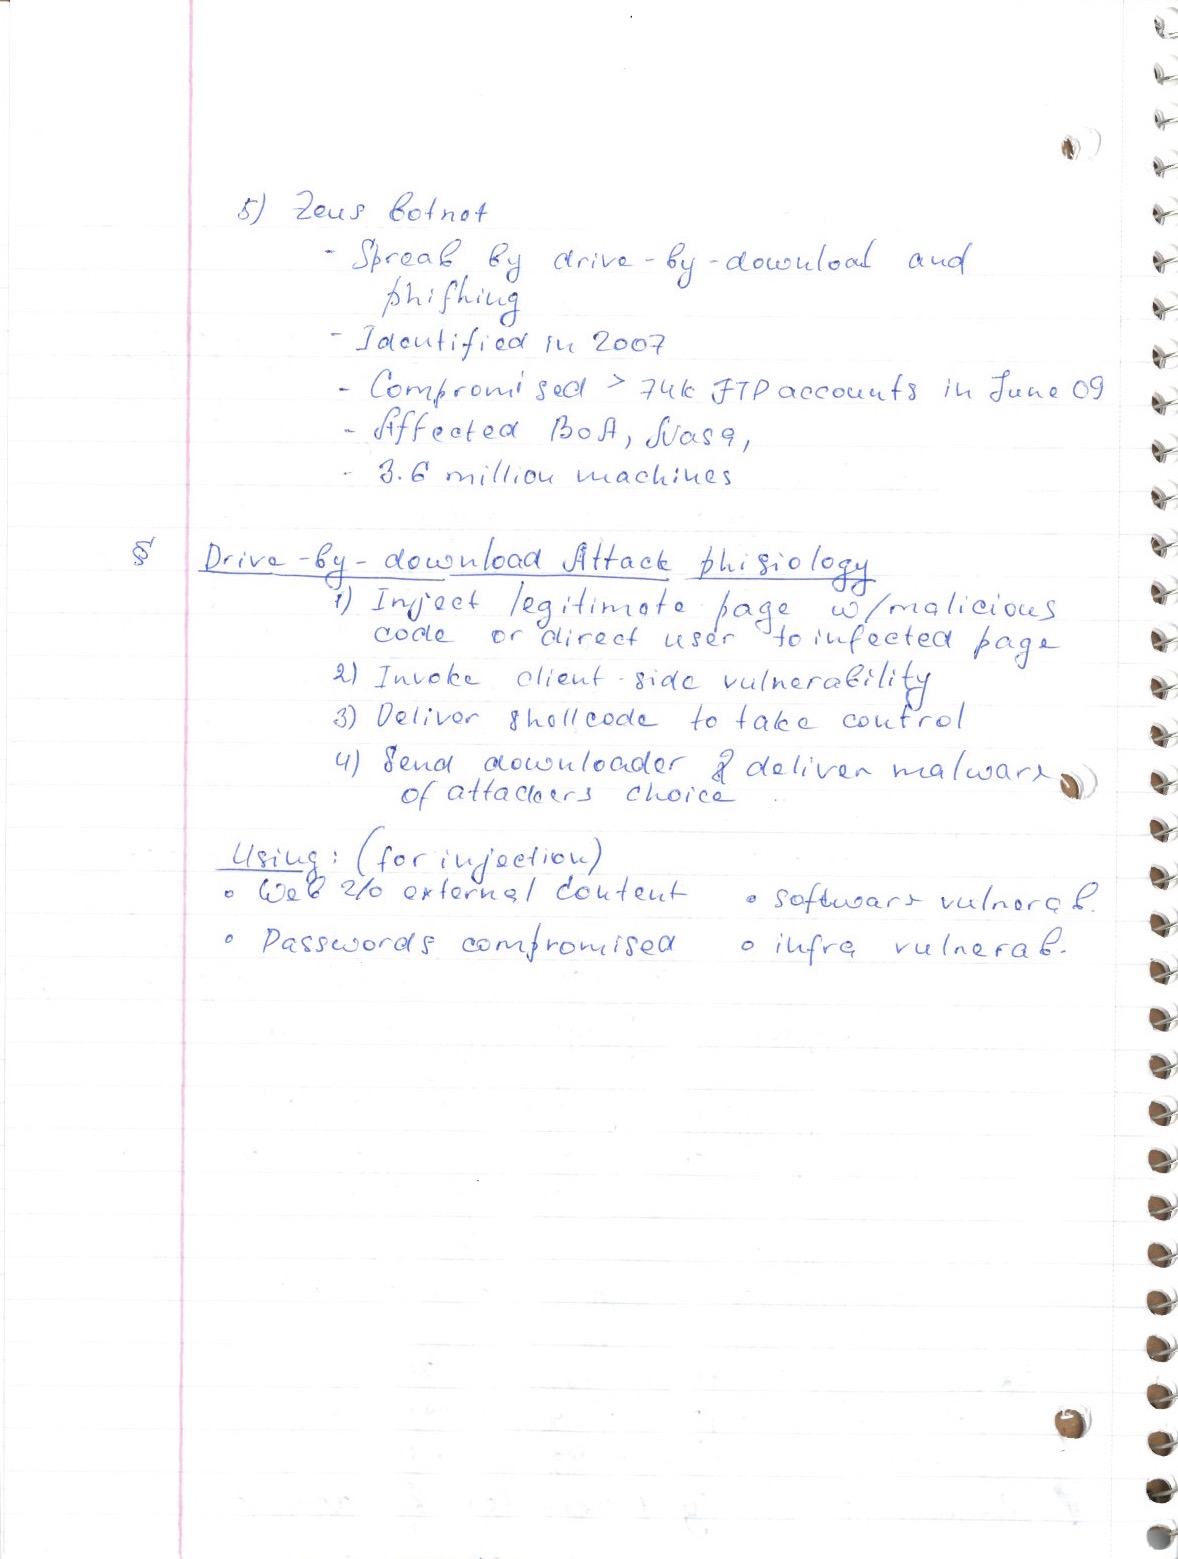 5) Zeus botnet
- Spread by drive-by-download and
phishing
- Identified in 2007
- Compromised > 74k FTP accounts in June 09
- Affected BoA, Nasa,
- 3.6 million machines
§ Drive-by-download Attack phisiology
1) Inject legitimate page w/malicious
code or direct user to infected page
2) Invoke client-side vulnerability
3) Deliver shellcode to take control
4) Send downloader & deliver malware
of attackers choice
Using: (for injection)
• Web 2/0 external content • software vulnerab.
• Passwords compromised • infra vulnerab.